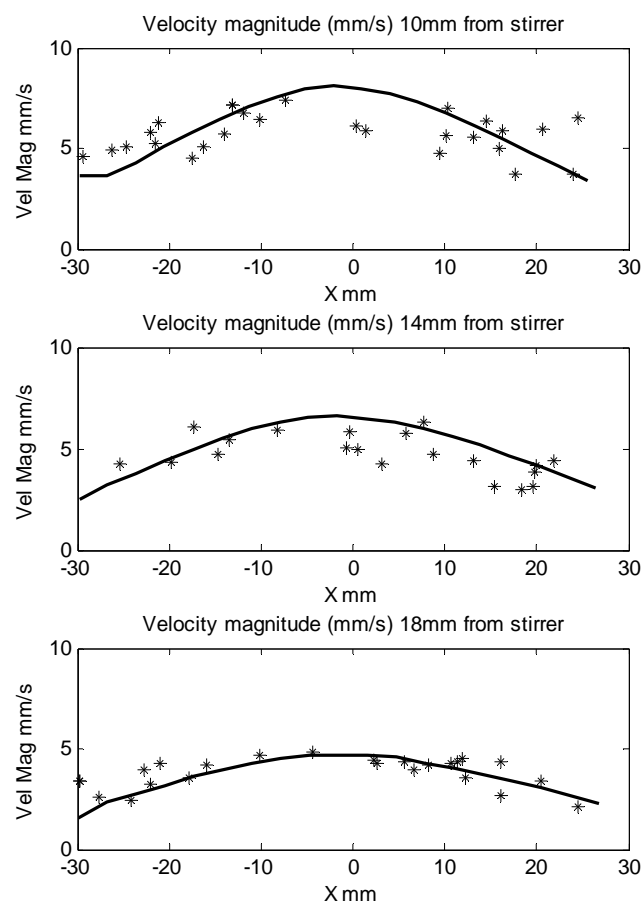 Velocity magnitude (mm/s) 10mm from stirrer
10
5
0
Vel Mag mm/s
-30 -20 -10 0 10 20 30
X mm
Velocity magnitude (mm/s) 14mm from stirrer
10
5
0
Vel Mag mm/s
-30 -20 -10 0 10 20 30
X mm
Velocity magnitude (mm/s) 18mm from stirrer
10
5
0
Vel Mag mm/s
-30 -20 -10 0 10 20 30
X mm